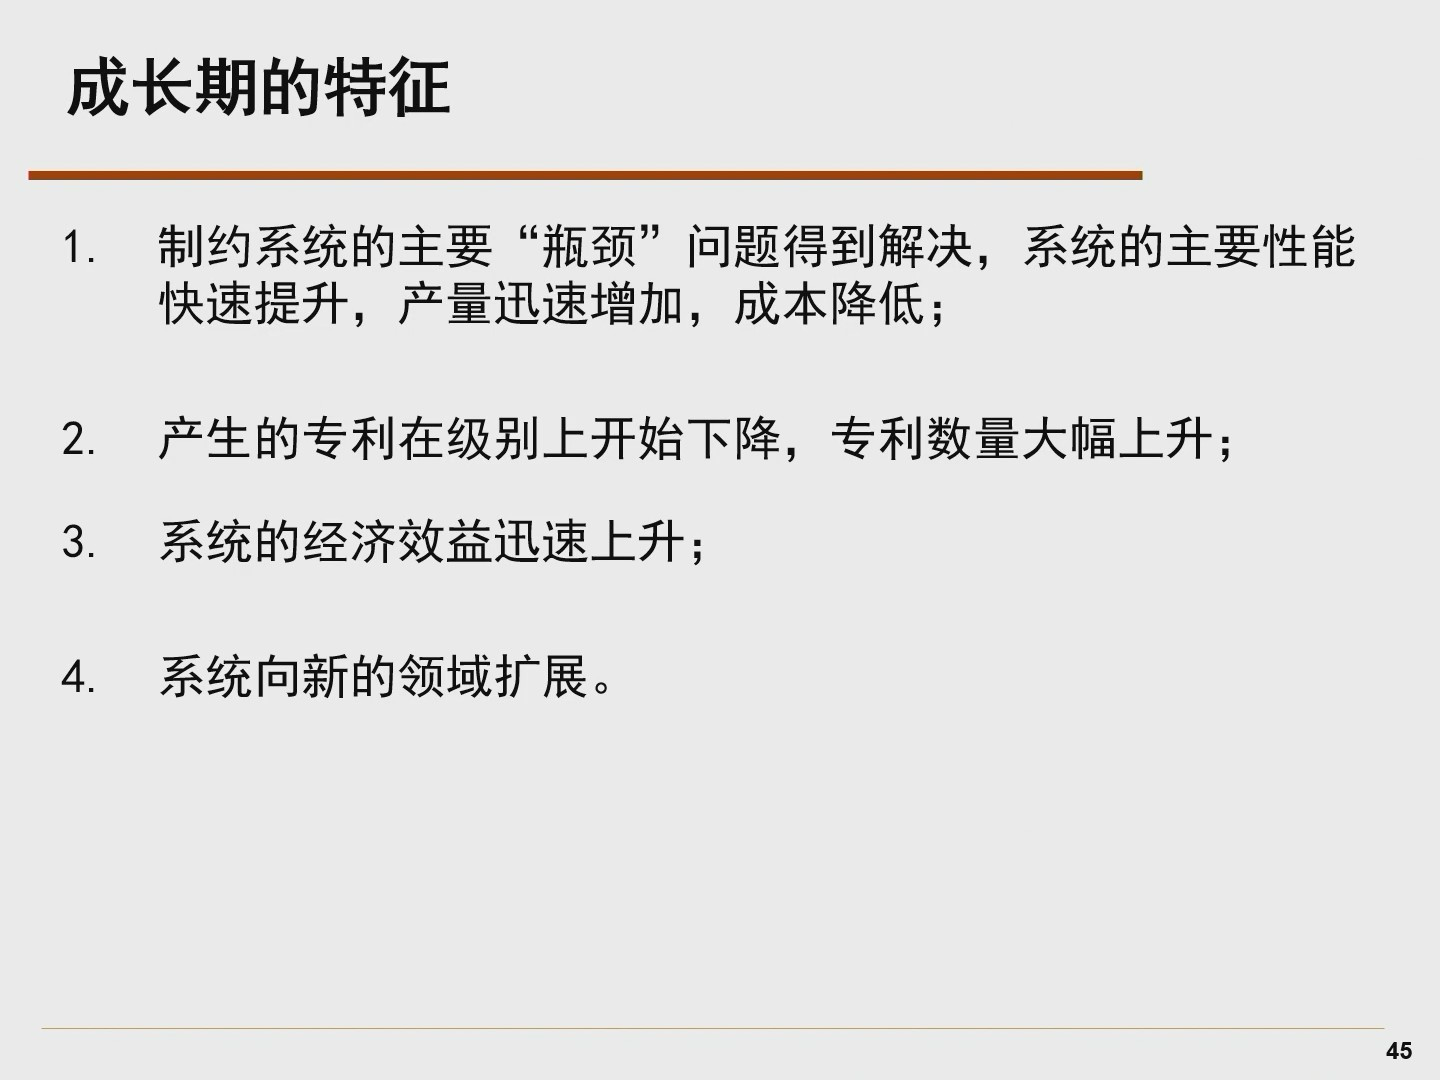 成长期的特征
1. 制约系统的主要“瓶颈”问题得到解决，系统的主要性能
快速提升，产量迅速增加，成本降低；
2. 产生的专利在级别上开始下降，专利数量大幅上升；
3. 系统的经济效益迅速上升；
4. 系统向新的领域扩展。
45